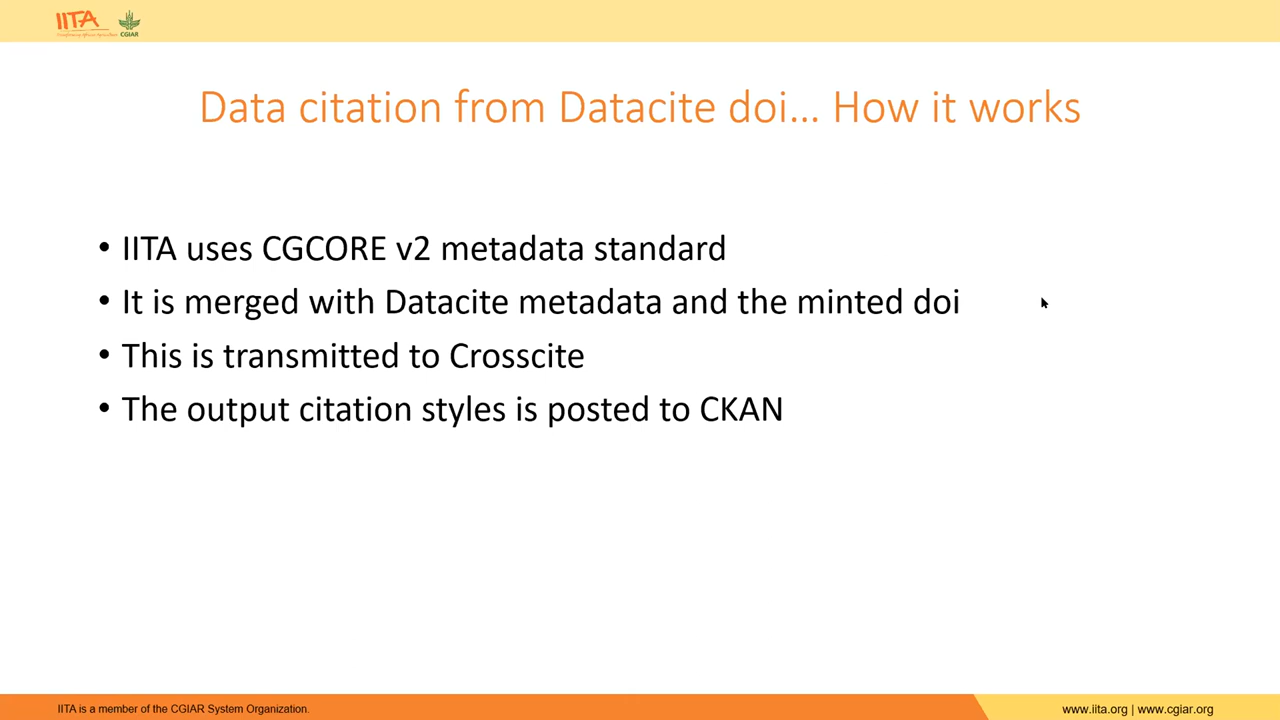 IITA
CGIAR
Data citation from Datacite doi... How it works
• IITA uses CGCORE v2 metadata standard
• It is merged with Datacite metadata and the minted doi
• This is transmitted to Crosscite
• The output citation styles is posted to CKAN
IITA is a member of the CGIAR System Organization.
www.iita.org | www.cgiar.org